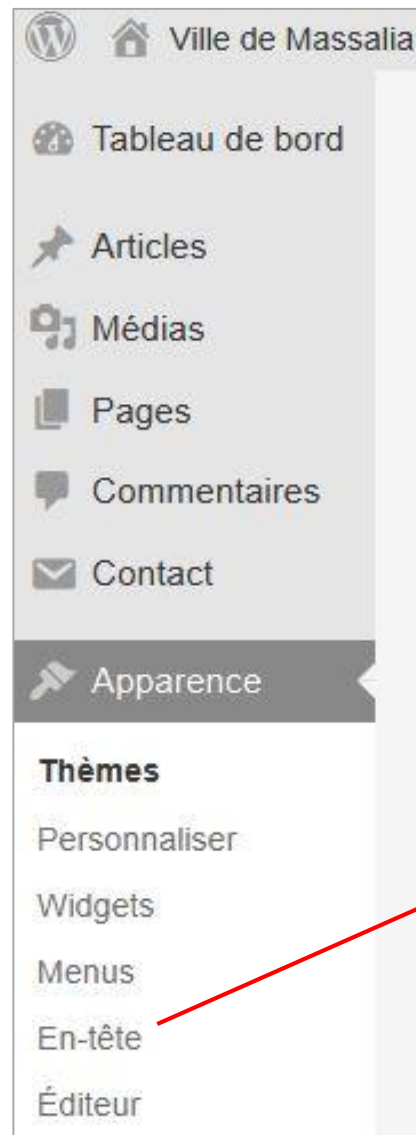 Ville de Massalia
Tableau de bord
Articles
Médias
Pages
Commentaires
Contact
Apparence
Thèmes
Personnaliser
Widgets
Menus
En-tête
Éditeur